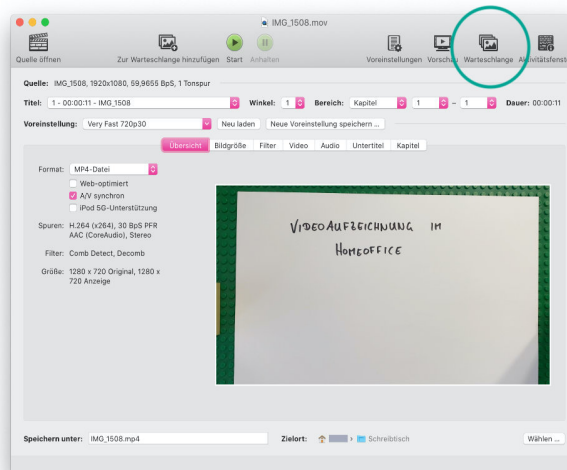 IMG_1508.mov
Quelle öffnen
Zur Warteschlange hinzufügen
Start
Anhalten
Voreinstellungen
Vorschau
Warteschlange
Aktivitätsfenst
Quelle: IMG_1508, 1920x1080, 59,9655 BpS, 1 Tonspur
Titel: 1 - 00:00:11 - IMG_1508 Winkel: 1 Bereich: Kapitel 1 – 1 Dauer: 00:00:11
Voreinstellung: Very Fast 720p30 Neu laden Neue Voreinstellung speichern ...
Übersicht Bildgröße Filter Video Audio Untertitel Kapitel
Format: MP4-Datei
Web-optimiert
A/V synchron
iPod 5G-Unterstützung
Spuren: H.264 (x264), 30 BpS PFR
AAC (CoreAudio), Stereo
Filter: Comb Detect, Decomb
Größe: 1280 x 720 Original, 1280 x
720 Anzeige
VIDEOAUFZEICHNUNG IM
HOMEOFFICE
Speichern unter: IMG_1508.mp4 Zielort: Schreibtisch Wählen ...